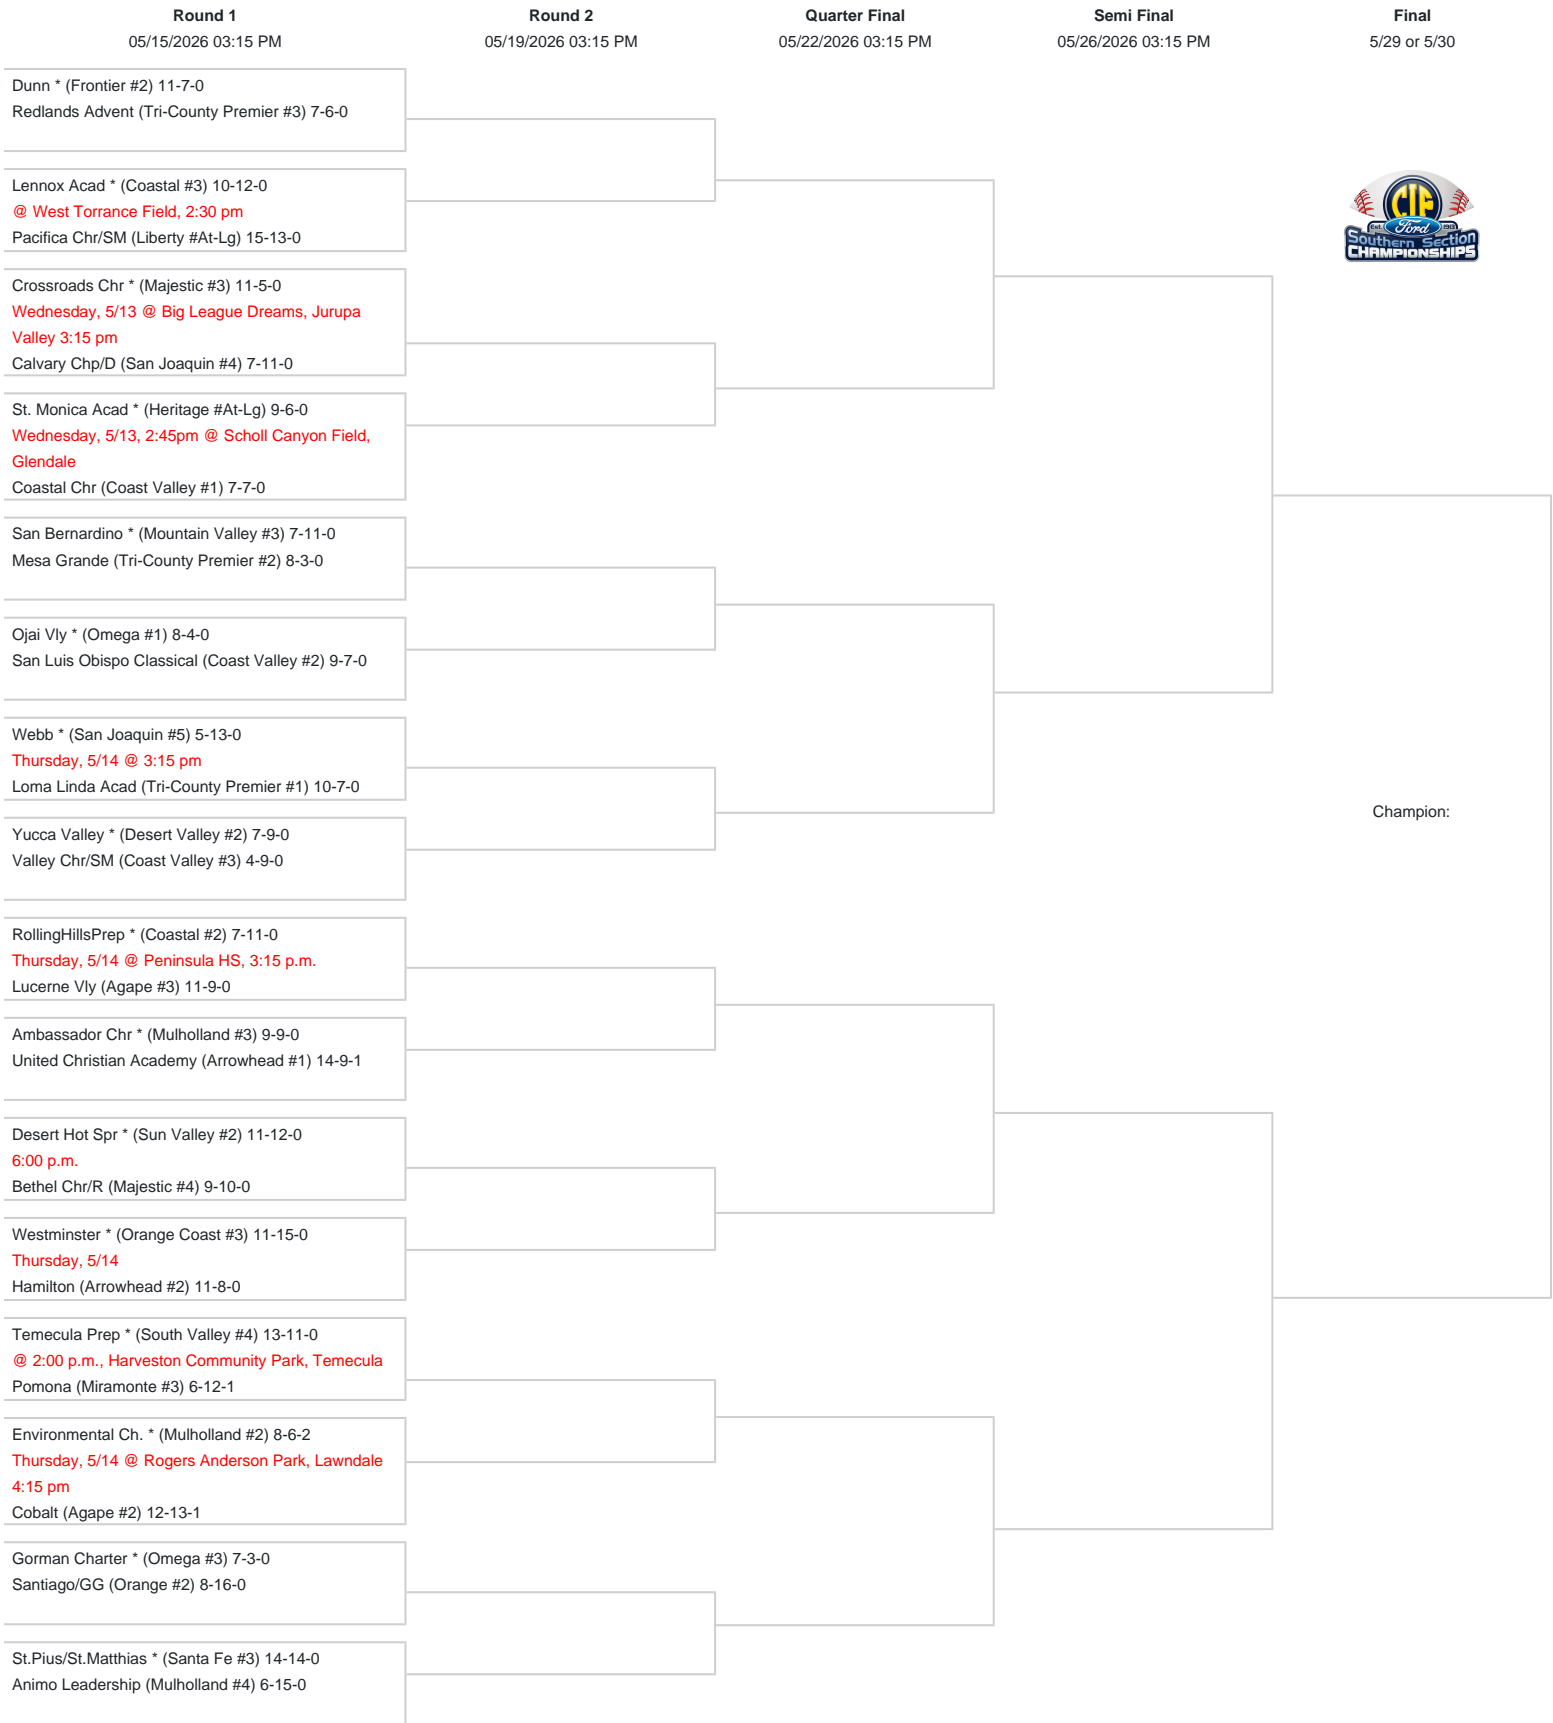 Round 1
05/15/2026 03:15 PM
Round 2
05/19/2026 03:15 PM
Quarter Final
05/22/2026 03:15 PM
Semi Final
05/26/2026 03:15 PM
Final
5/29 or 5/30
Dunn * (Frontier #2) 11-7-0
Redlands Advent (Tri-County Premier #3) 7-6-0
Lennox Acad * (Coastal #3) 10-12-0
@ West Torrance Field, 2:30 pm
Pacifica Chr/SM (Liberty #At-Lg) 15-13-0
Crossroads Chr * (Majestic #3) 11-5-0
Wednesday, 5/13 @ Big League Dreams, Jurupa
Valley 3:15 pm
Calvary Chp/D (San Joaquin #4) 7-11-0
St. Monica Acad * (Heritage #At-Lg) 9-6-0
Wednesday, 5/13, 2:45pm @ Scholl Canyon Field,
Glendale
Coastal Chr (Coast Valley #1) 7-7-0
San Bernardino * (Mountain Valley #3) 7-11-0
Mesa Grande (Tri-County Premier #2) 8-3-0
Ojai Vly * (Omega #1) 8-4-0
San Luis Obispo Classical (Coast Valley #2) 9-7-0
Webb * (San Joaquin #5) 5-13-0
Thursday, 5/14 @ 3:15 pm
Loma Linda Acad (Tri-County Premier #1) 10-7-0
Yucca Valley * (Desert Valley #2) 7-9-0
Valley Chr/SM (Coast Valley #3) 4-9-0
RollingHillsPrep * (Coastal #2) 7-11-0
Thursday, 5/14 @ Peninsula HS, 3:15 p.m.
Lucerne Vly (Agape #3) 11-9-0
Ambassador Chr * (Mulholland #3) 9-9-0
United Christian Academy (Arrowhead #1) 14-9-1
Desert Hot Spr * (Sun Valley #2) 11-12-0
6:00 p.m.
Bethel Chr/R (Majestic #4) 9-10-0
Westminster * (Orange Coast #3) 11-15-0
Thursday, 5/14
Hamilton (Arrowhead #2) 11-8-0
Temecula Prep * (South Valley #4) 13-11-0
@ 2:00 p.m., Harveston Community Park, Temecula
Pomona (Miramonte #3) 6-12-1
Environmental Ch. * (Mulholland #2) 8-6-2
Thursday, 5/14 @ Rogers Anderson Park, Lawndale
4:15 pm
Cobalt (Agape #2) 12-13-1
Gorman Charter * (Omega #3) 7-3-0
Santiago/GG (Orange #2) 8-16-0
St.Pius/St.Matthias * (Santa Fe #3) 14-14-0
Animo Leadership (Mulholland #4) 6-15-0
CIF
Est. 1913
Ford
Southern Section
CHAMPIONSHIPS
Champion: